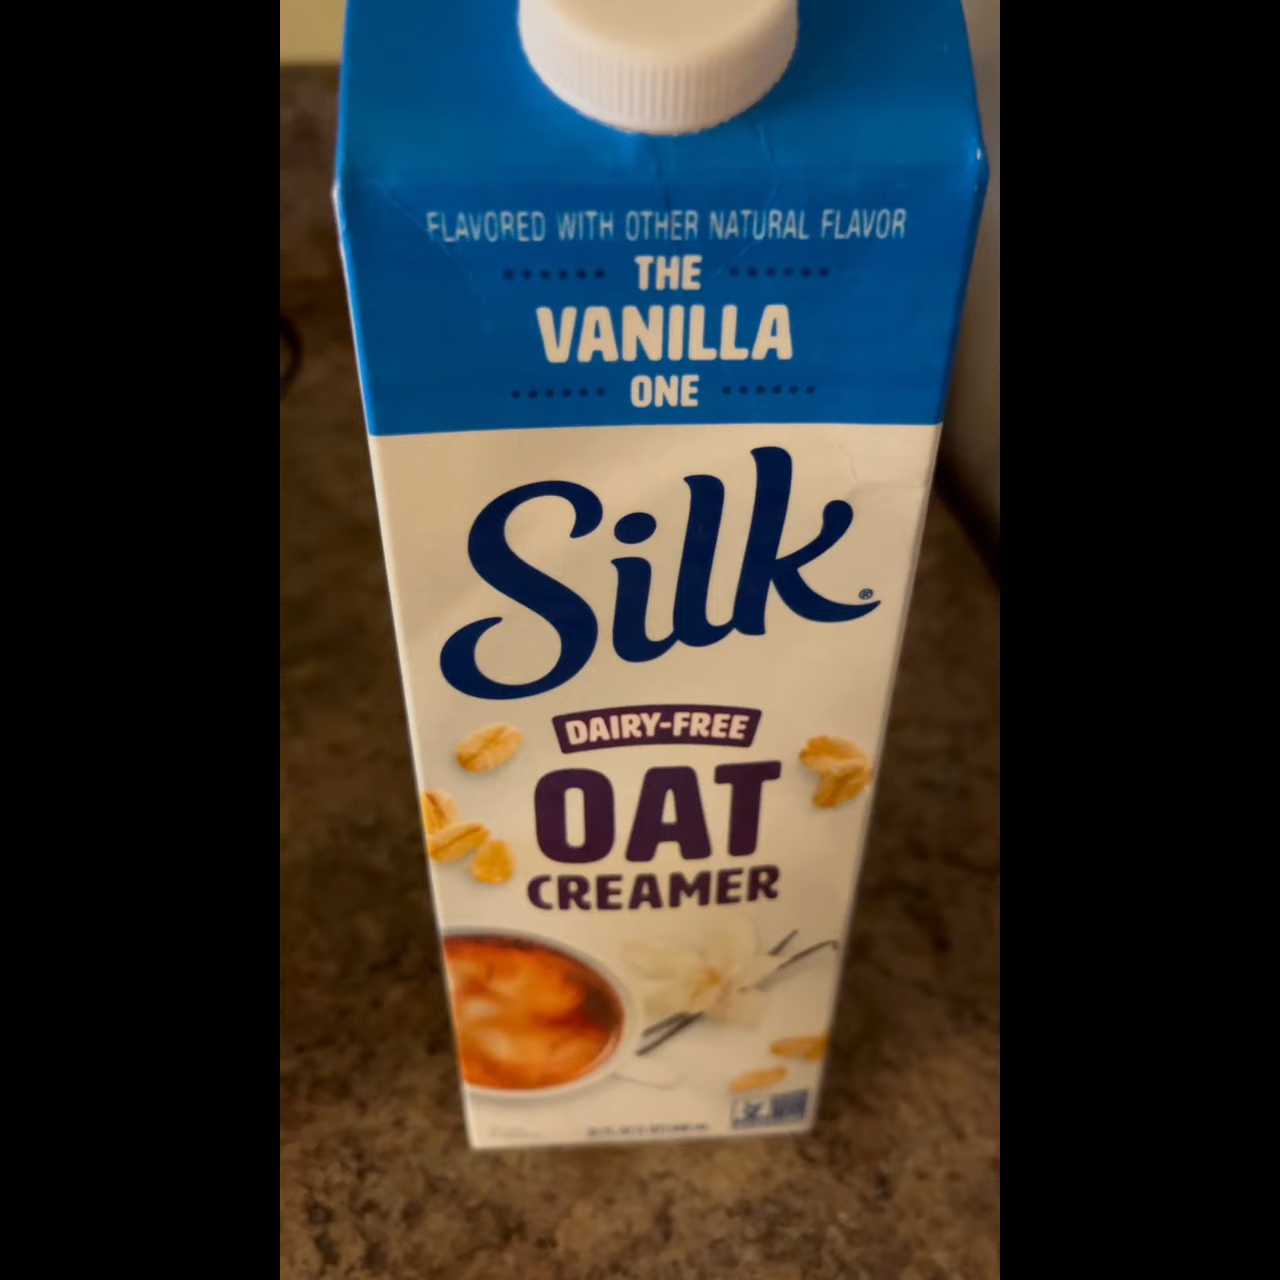 FLAVORED WITH OTHER NATURAL FLAVOR
THE
VANILLA
ONE
Silk®
DAIRY-FREE
OAT
CREAMER